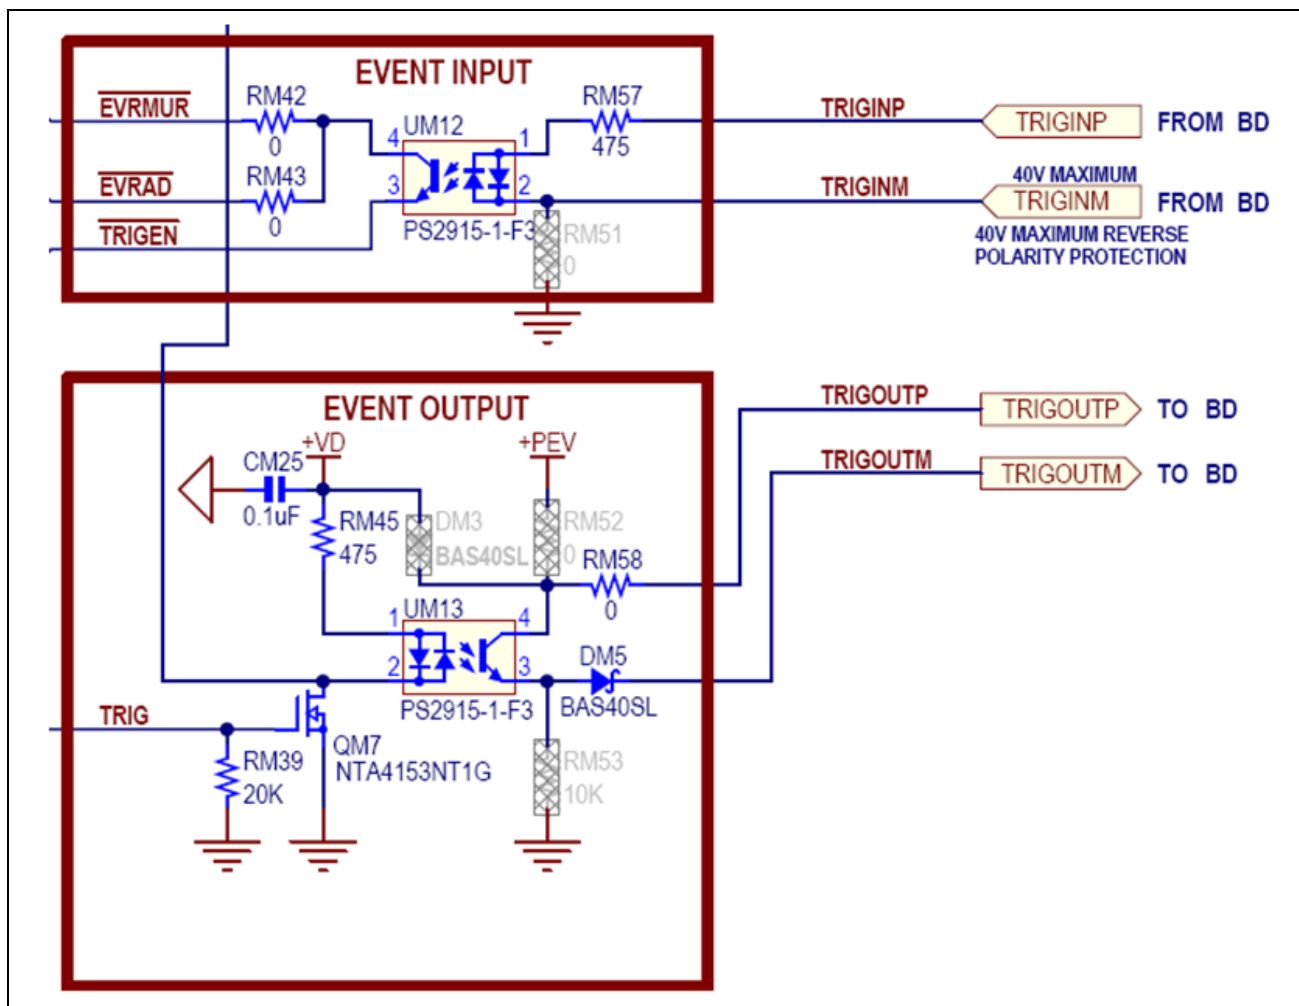 EVENT INPUT
EVRMUR
RM42
0
UM12
4
3
1
2
PS2915-1-F3
RM57
475
TRIGINP
TRIGINP
FROM BD
EVRAD
RM43
0
40V MAXIMUM
TRIGINM
TRIGINM
FROM BD
TRIGEN
RM51
0
40V MAXIMUM REVERSE
POLARITY PROTECTION
EVENT OUTPUT
TRIGOUTP
TRIGOUTP
TO BD
+VD
+PEV
CM25
0.1uF
TRIGOUTM
TRIGOUTM
TO BD
RM45
475
DM3
BAS40SL
RM52
0
RM58
0
UM13
1
2
4
3
PS2915-1-F3
DM5
BAS40SL
TRIG
RM39
20K
QM7
NTA4153NT1G
RM53
10K